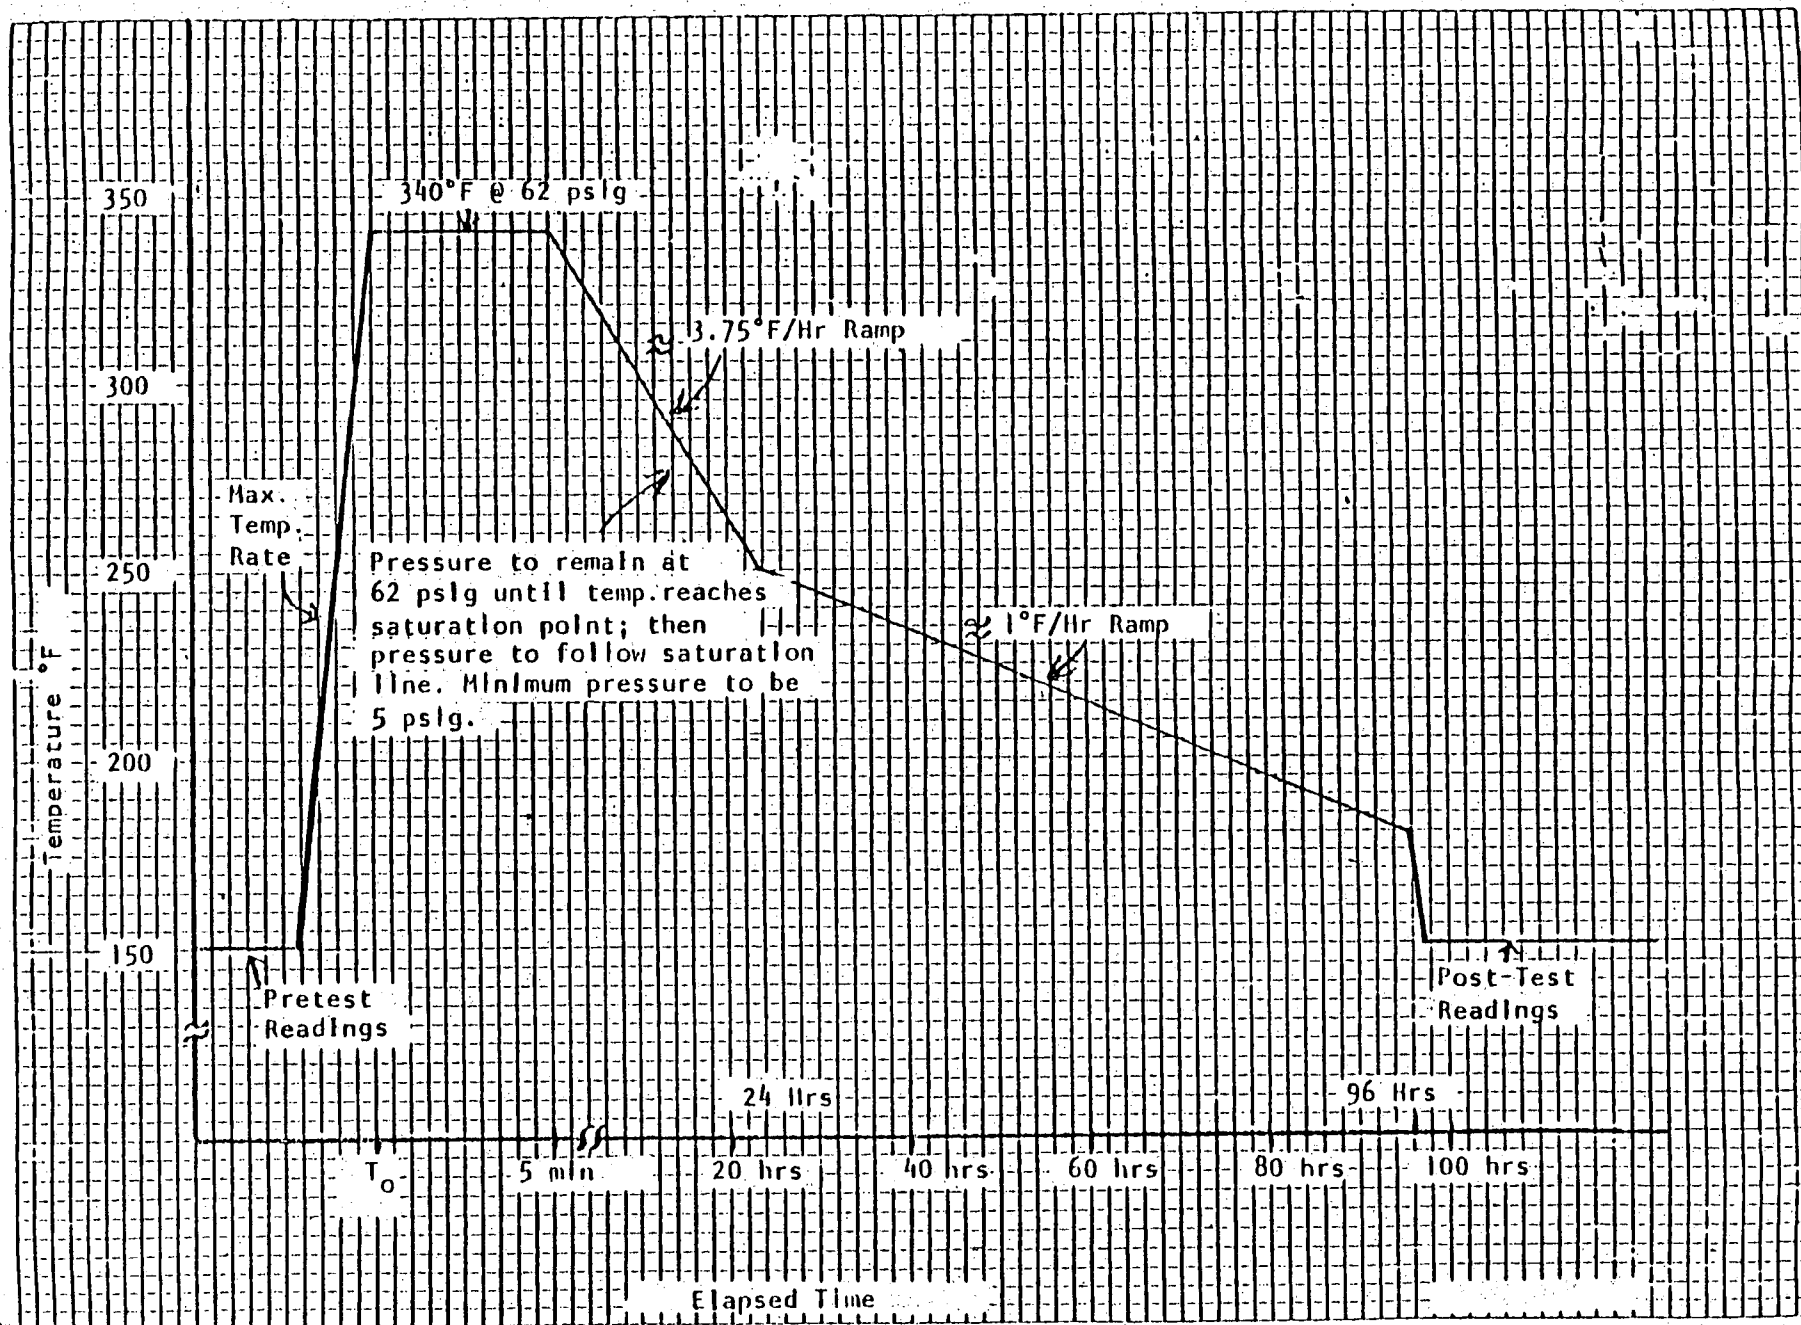 350
340°F @ 62 psig
≈ 3.75°F/Hr Ramp
300
Max.
Temp.
Rate
250
Pressure to remain at
62 psig until temp.reaches
saturation point; then
pressure to follow saturation
line. Minimum pressure to be
5 psig.
≈ 1°F/Hr Ramp
Temperature °F
200
150
Pretest
Readings
Post-Test
Readings
24 Hrs
96 Hrs
To
5 min
20 hrs
40 hrs
60 hrs
80 hrs
100 hrs
Elapsed Time